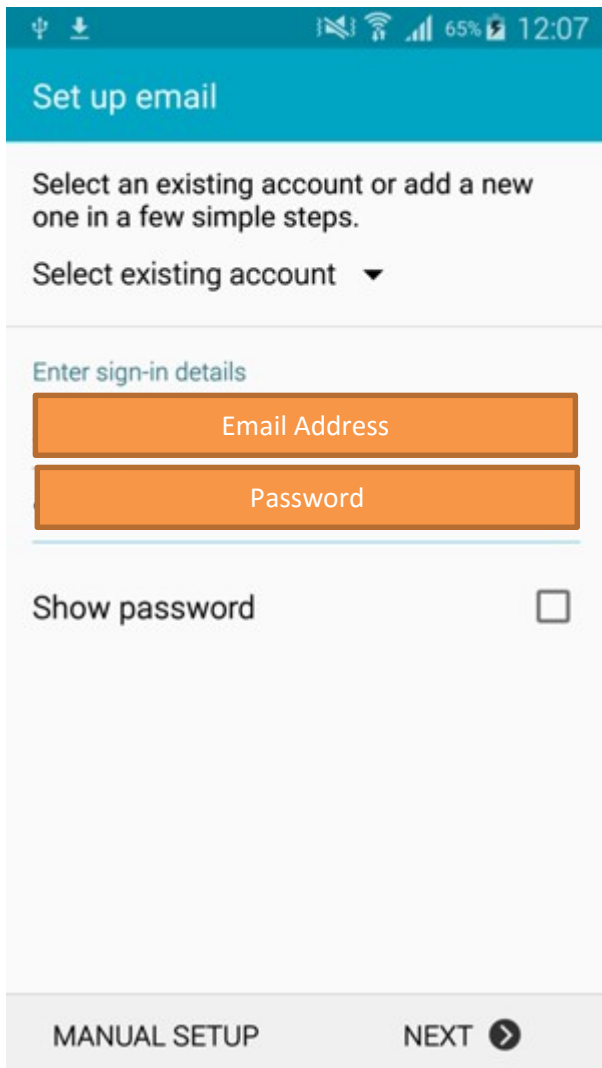 65% 12:07
Set up email
Select an existing account or add a new
one in a few simple steps.
Select existing account
Enter sign-in details
Email Address
Password
Show password
MANUAL SETUP NEXT